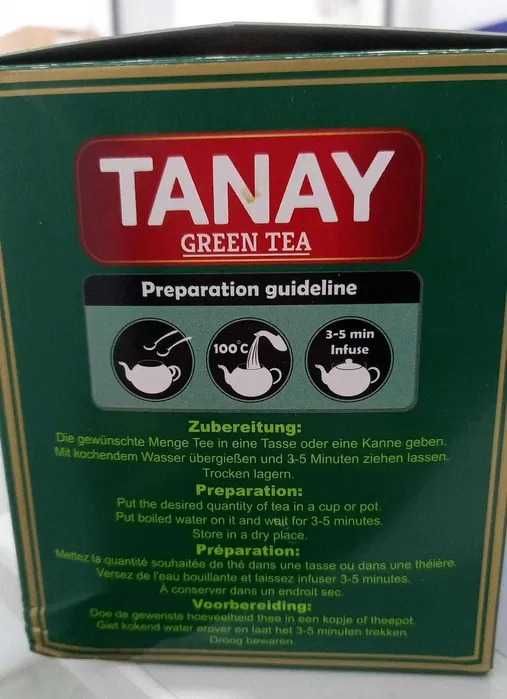 TANAY
GREEN TEA
Preparation guideline
100°C
3-5 min
Infuse
Zubereitung:
Die gewünschte Menge Tee in eine Tasse oder eine Kanne geben.
Mit kochendem Wasser übergießen und 3-5 Minuten ziehen lassen.
Trocken lagern.
Preparation:
Put the desired quantity of tea in a cup or pot.
Put boiled water on it and wait for 3-5 minutes.
Store in a dry place.
Préparation:
Mettez la quantité souhaitée de thé dans une tasse ou dans une théière.
Versez de l'eau bouillante et laissez infuser 3-5 minutes.
À conserver dans un endroit sec.
Voorbereiding:
Doe de gewenste hoeveelheid thee in een kopje of theepot.
Giet kokend water erover en laat het 3-5 minuten trekken.
Droog bewaren.